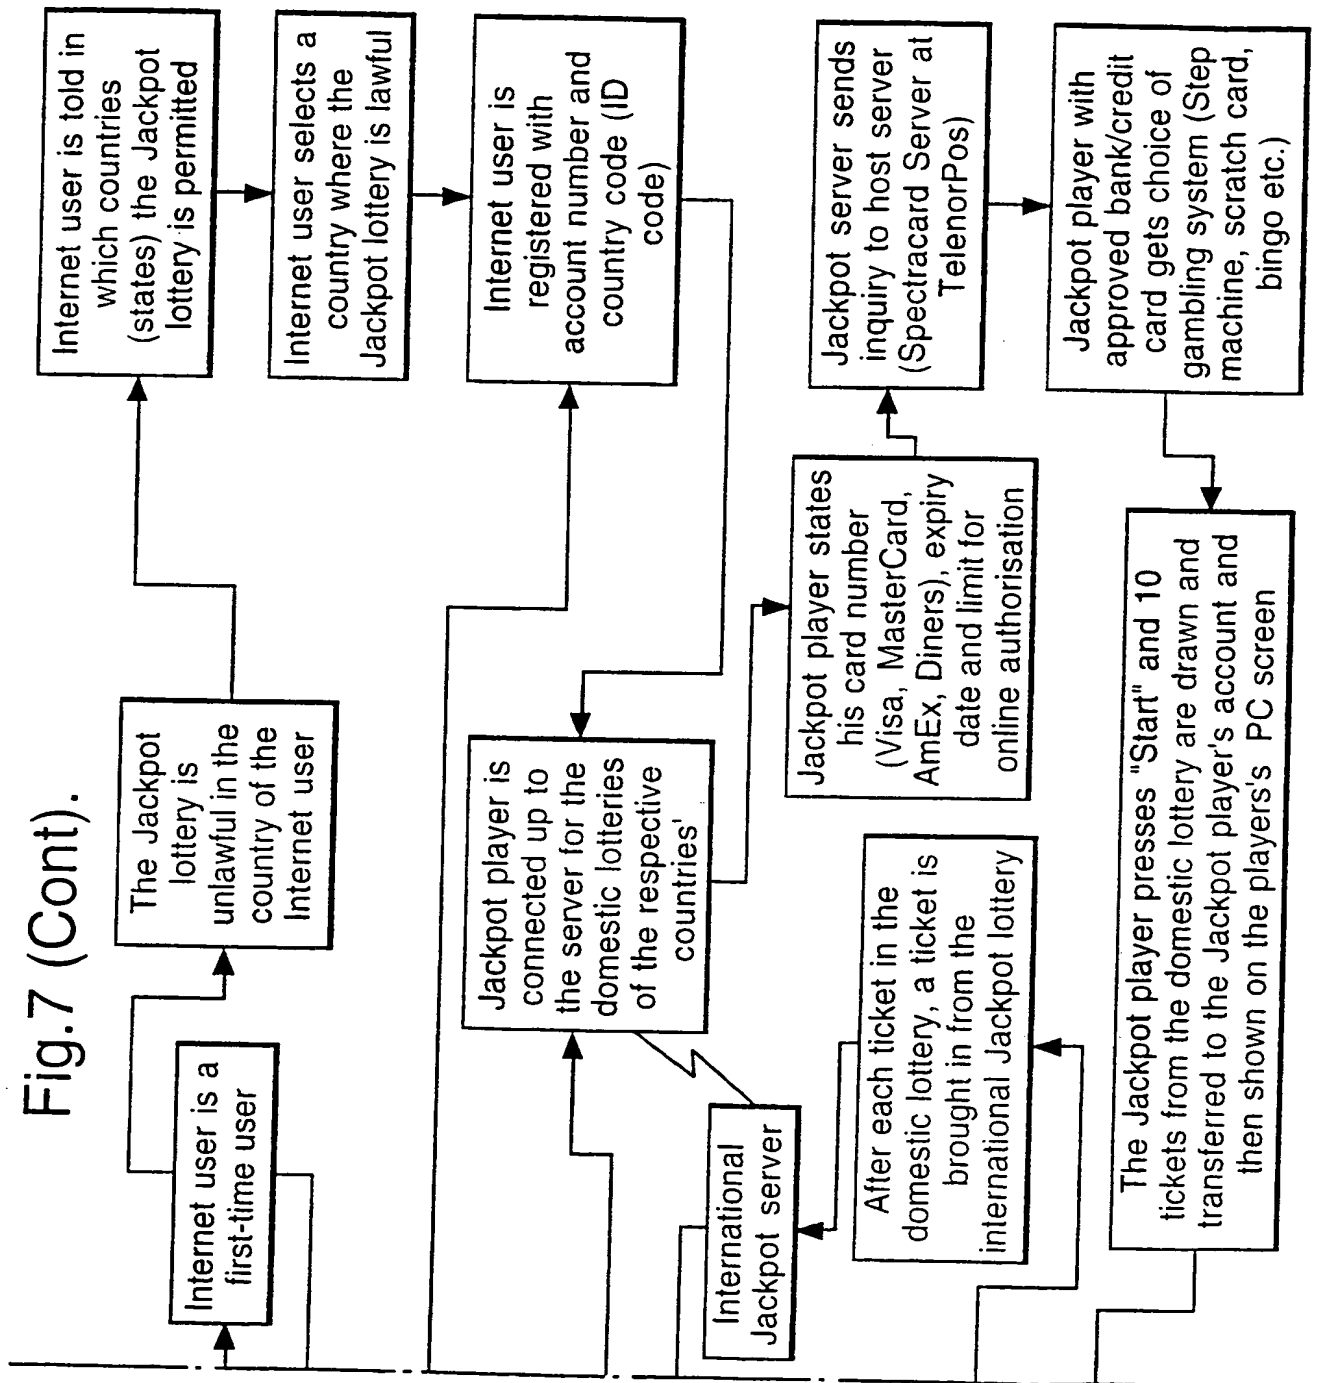 Fig.7 (Cont).
Internet user is a
first-time user
The Jackpot
lottery is
unlawful in the
country of the
Internet user
Internet user is told in
which countries
(states) the Jackpot
lottery is permitted
Internet user selects a
country where the
Jackpot lottery is lawful
Internet user is
registered with
account number and
country code (ID
code)
Jackpot player is
connected up to
the server for the
domestic lotteries
of the respective
countries'
International
Jackpot server
After each ticket in the
domestic lottery, a ticket is
brought in from the
international Jackpot lottery
Jackpot player states
his card number
(Visa, MasterCard,
AmEx, Diners), expiry
date and limit for
online authorisation
Jackpot server sends
inquiry to host server
(Spectracard Server at
TelenorPos)
Jackpot player with
approved bank/credit
card gets choice of
gambling system (Step
machine, scratch card,
bingo etc.)
The Jackpot player presses "Start" and 10
tickets from the domestic lottery are drawn and
transferred to the Jackpot player's account and
then shown on the players's PC screen